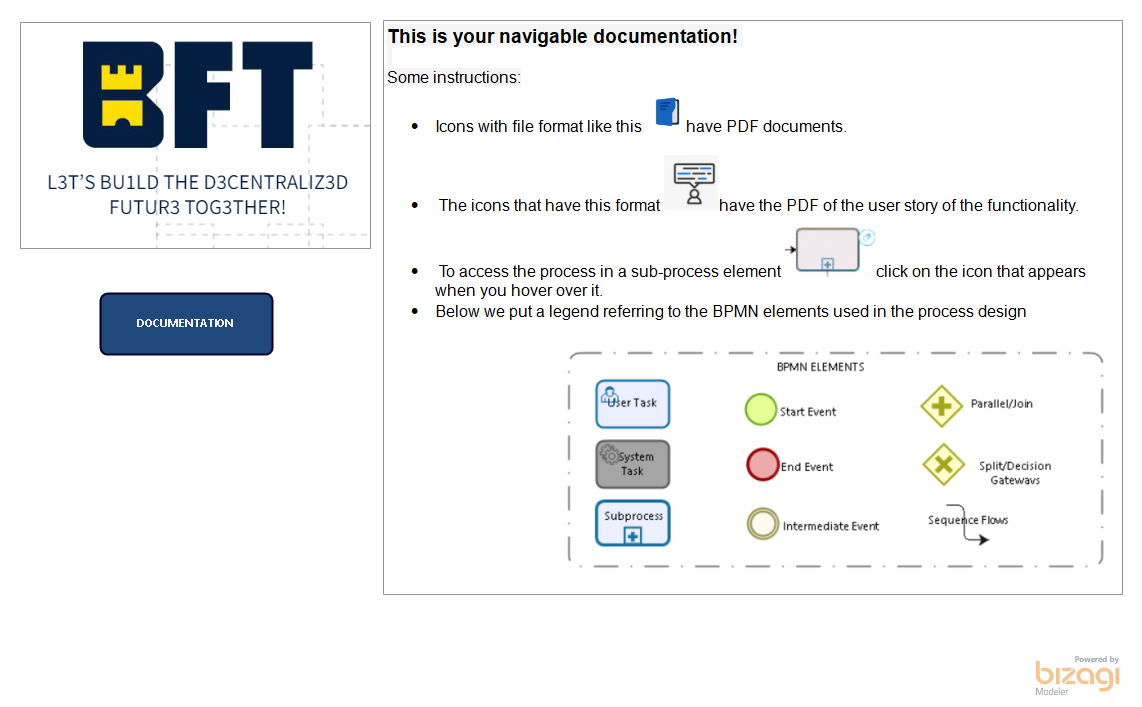 BFT
L3T'S BU1LD THE D3CENTRALIZ3D
FUTUR3 TOG3THER!
DOCUMENTATION
This is your navigable documentation!
Some instructions:
• Icons with file format like this have PDF documents.
• The icons that have this format have the PDF of the user story of the functionality.
• To access the process in a sub-process element click on the icon that appears
when you hover over it.
• Below we put a legend referring to the BPMN elements used in the process design
BPMN ELEMENTS
User Task
Start Event
Parallel/Join
System
Task
End Event
Split/Decision
Gateways
Subprocess
Intermediate Event
Sequence Flows
Powered by
bizagi
Modeler